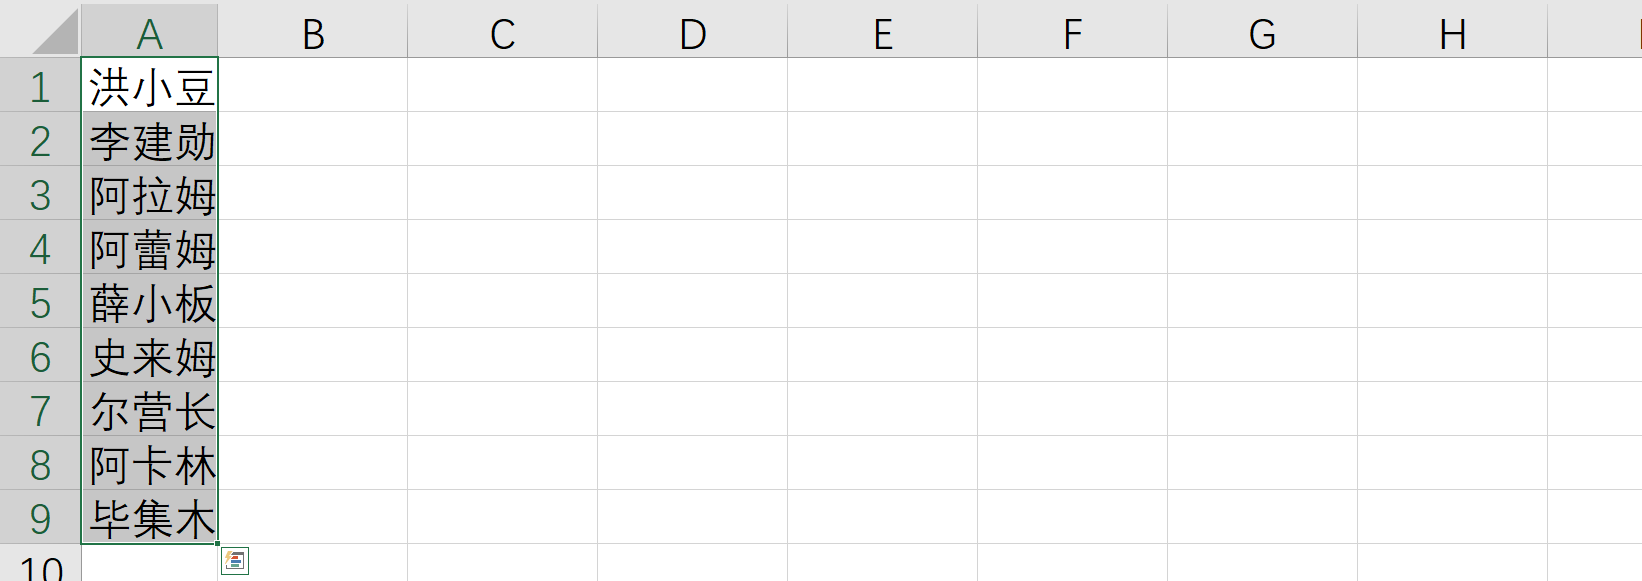 A B C D E F G H
1 洪小豆
2 李建勋
3 阿拉姆
4 阿蕾姆
5 薛小板
6 史来姆
7 尔营长
8 阿卡林
9 毕集木
10